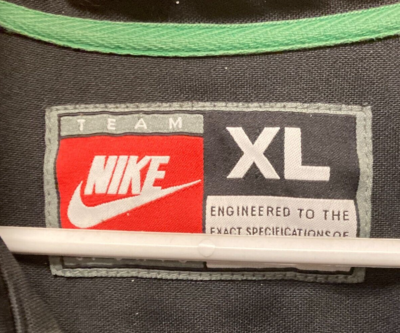 TEAM
NIKE
XL
ENGINEERED TO THE
EXACT SPECIFICATIONS OF